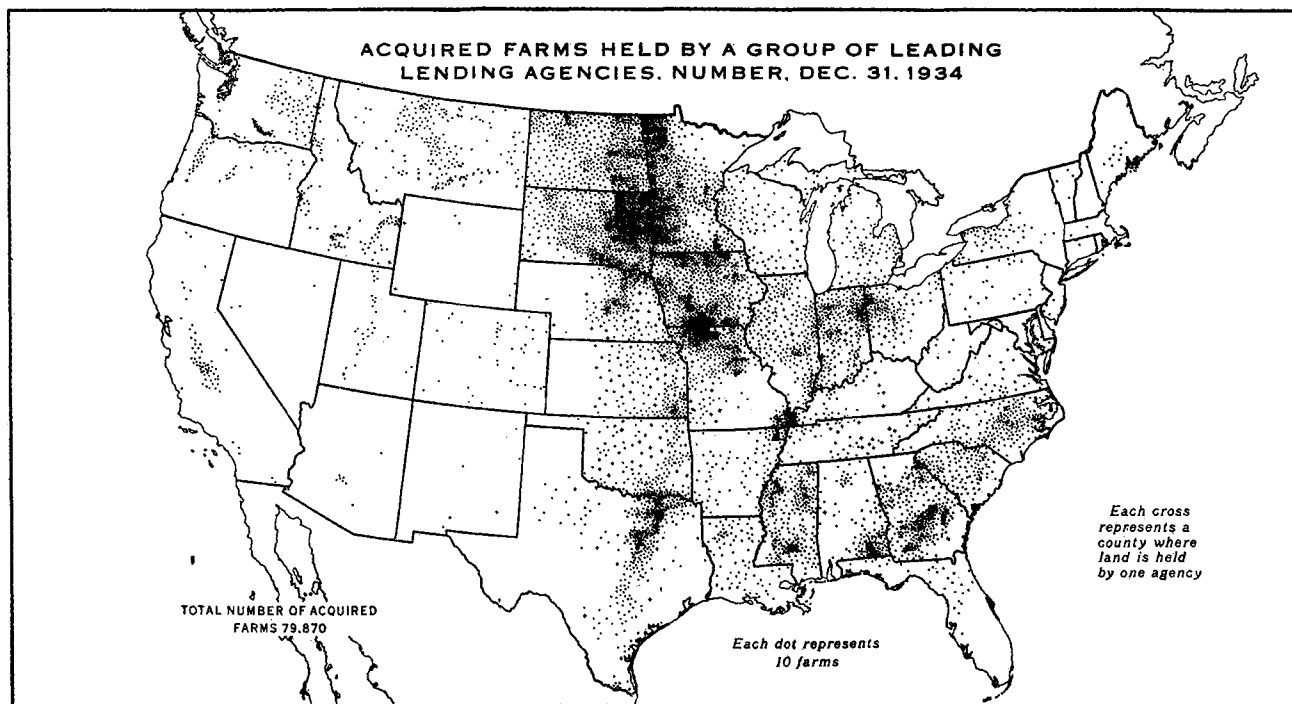 ACQUIRED FARMS HELD BY A GROUP OF LEADING
LENDING AGENCIES, NUMBER, DEC. 31, 1934
Each cross
represents a
county where
land is held
by one agency
TOTAL NUMBER OF ACQUIRED
FARMS 79,870
Each dot represents
10 farms